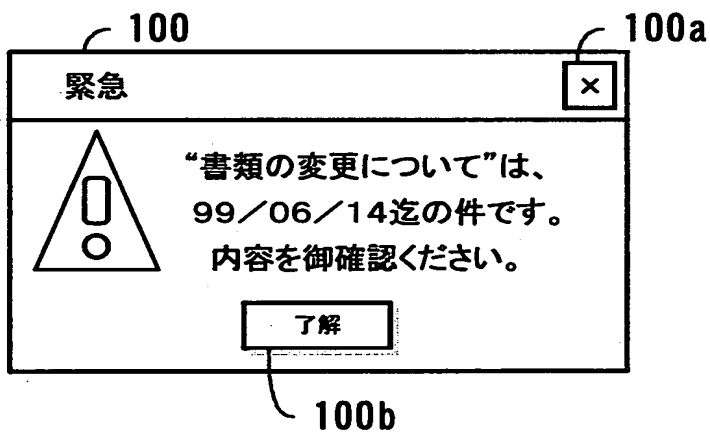 100
100a
緊急
×
“書類の変更について”は、
99／06／14迄の件です。
内容を御確認ください。
了解
100b